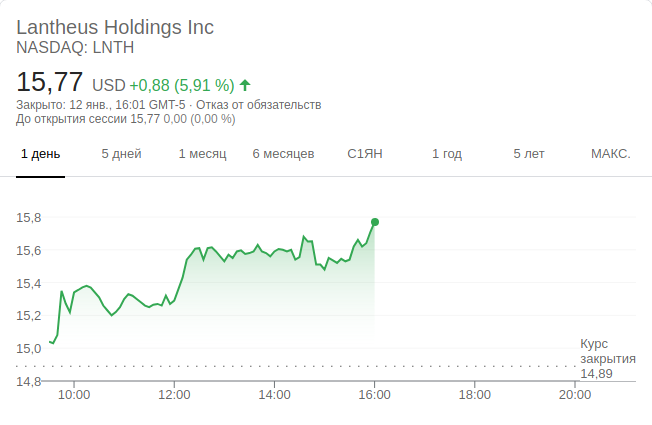 Lantheus Holdings Inc
NASDAQ: LNTH
15,77 USD +0,88 (5,91 %)
Закрыто: 12 янв., 16:01 GMT-5 · Отказ от обязательств
До открытия сессии 15,77 0,00 (0,00 %)
1 день 5 дней 1 месяц 6 месяцев С1ЯН 1 год 5 лет МАКС.
15,8
15,6
15,4
15,2
15,0
Курс
закрытия
14,89
14,8
10:00 12:00 14:00 16:00 18:00 20:00